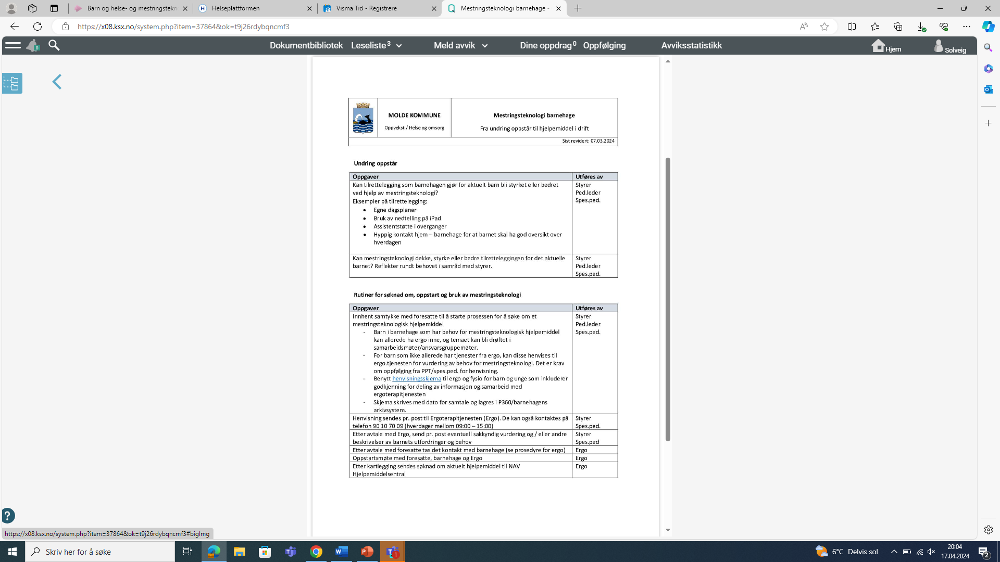 Barn og helse- og mestringstekn
Helseplattformen
Visma Tid - Registrere
Mestringsteknologi barnehage -
https://x08.ksx.no/system.php?item=37864&ok=t9j26rdybqncmf3
0
Dokumentbibliotek
Leseliste 3
Meld avvik
Dine oppdrag 0
Oppfølging
Avviksstatistikk
Hjem
Solveig
MOLDE KOMMUNE
Oppvekst / Helse og omsorg
Mestringsteknologi barnehage
Fra undring oppstår til hjelpemiddel i drift
Sist revidert: 07.03.2024
Undring oppstår
Oppgaver
Utføres av
Kan tilrettelegging som barnehagen gjør for aktuelt barn bli styrket eller bedret
ved hjelp av mestringsteknologi?
Eksempler på tilrettelegging:
• Egne dagsplaner
• Bruk av nedtelling på iPad
• Assistentstøtte i overganger
• Hyppig kontakt hjem – barnehage for at barnet skal ha god oversikt over
hverdagen
Styrer
Ped.leder
Spes.ped.
Kan mestringsteknologi dekke, styrke eller bedre tilretteleggingen for det aktuelle
barnet? Reflekter rundt behovet i samråd med styrer.
Styrer
Ped.leder
Spes.ped.
Rutiner for søknad om, oppstart og bruk av mestringsteknologi
Oppgaver
Utføres av
Innhent samtykke med foresatte til å starte prosessen for å søke om et
mestringsteknologisk hjelpemiddel
- Barn i barnehage som har behov for mestringsteknologisk hjelpemiddel
kan allerede ha ergo inne, og temaet kan bli drøftet i
samarbeidsmøter/ansvarsgruppemøter.
- For barn som ikke allerede har tjenester fra ergo, kan disse henvises til
ergo.tjenesten for vurdering av behov for mestringsteknologi. Det er krav
om oppfølging fra PPT/spes.ped. for henvisning.
- Benytt henvisningsskjema til ergo og fysio for barn og unge som inkluderer
godkjenning for deling av informasjon og samarbeid med
ergoterapitjenesten
- Skjema skrives med dato for samtale og lagres i P360/barnehagens
arkivsystem.
Styrer
Ped.leder
Spes.ped.
Henvisning sendes pr. post til Ergoterapitjenesten (Ergo). De kan også kontaktes på
telefon 90 10 70 09 (hverdager mellom 09:00 – 15:00)
Styrer
Spes.ped.
Etter avtale med Ergo, send pr. post eventuell sakkyndig vurdering og / eller andre
beskrivelser av barnets utfordringer og behov
Styrer
Spes.ped
Etter avtale med foresatte tas det kontakt med barnehage (se prosedyre for ergo)
Ergo
Oppstartsmøte med foresatte, barnehage og Ergo
Ergo
Etter kartlegging sendes søknad om aktuelt hjelpemiddel til NAV
Hjelpemiddelsentral
Ergo
?
https://x08.ksx.no/system.php?item=37864&ok=t9j26rdybqncmf3#bigImg
Skriv her for å søke
1
6°C Delvis sol
20:04
17.04.2024
2